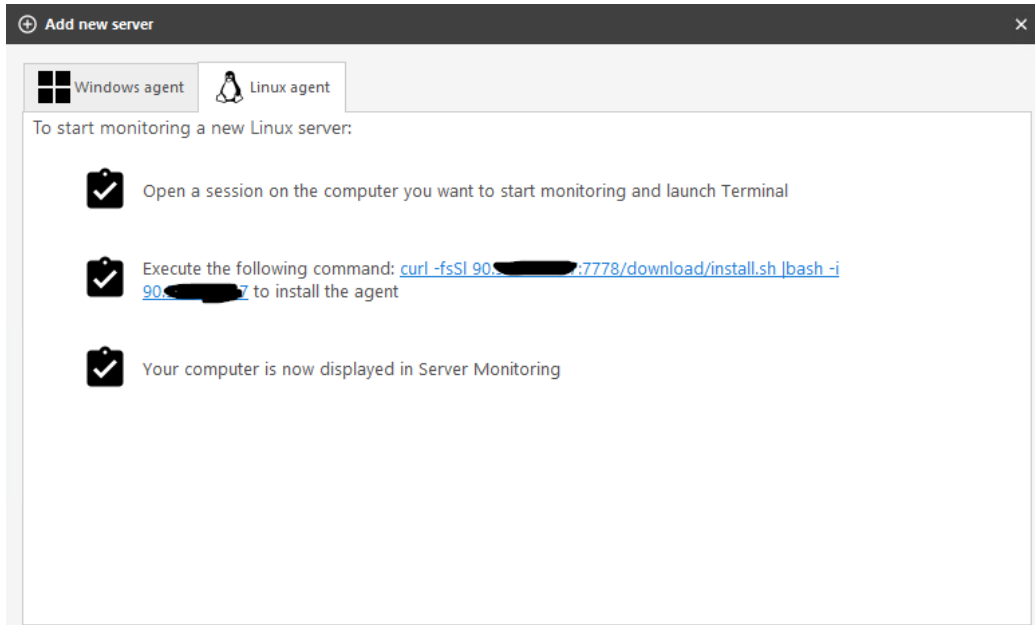 Add new server
Windows agent
Linux agent
To start monitoring a new Linux server:
Open a session on the computer you want to start monitoring and launch Terminal
Execute the following command: curl -fsSl 90. :7778/download/install.sh |bash -i
90. 7 to install the agent
Your computer is now displayed in Server Monitoring